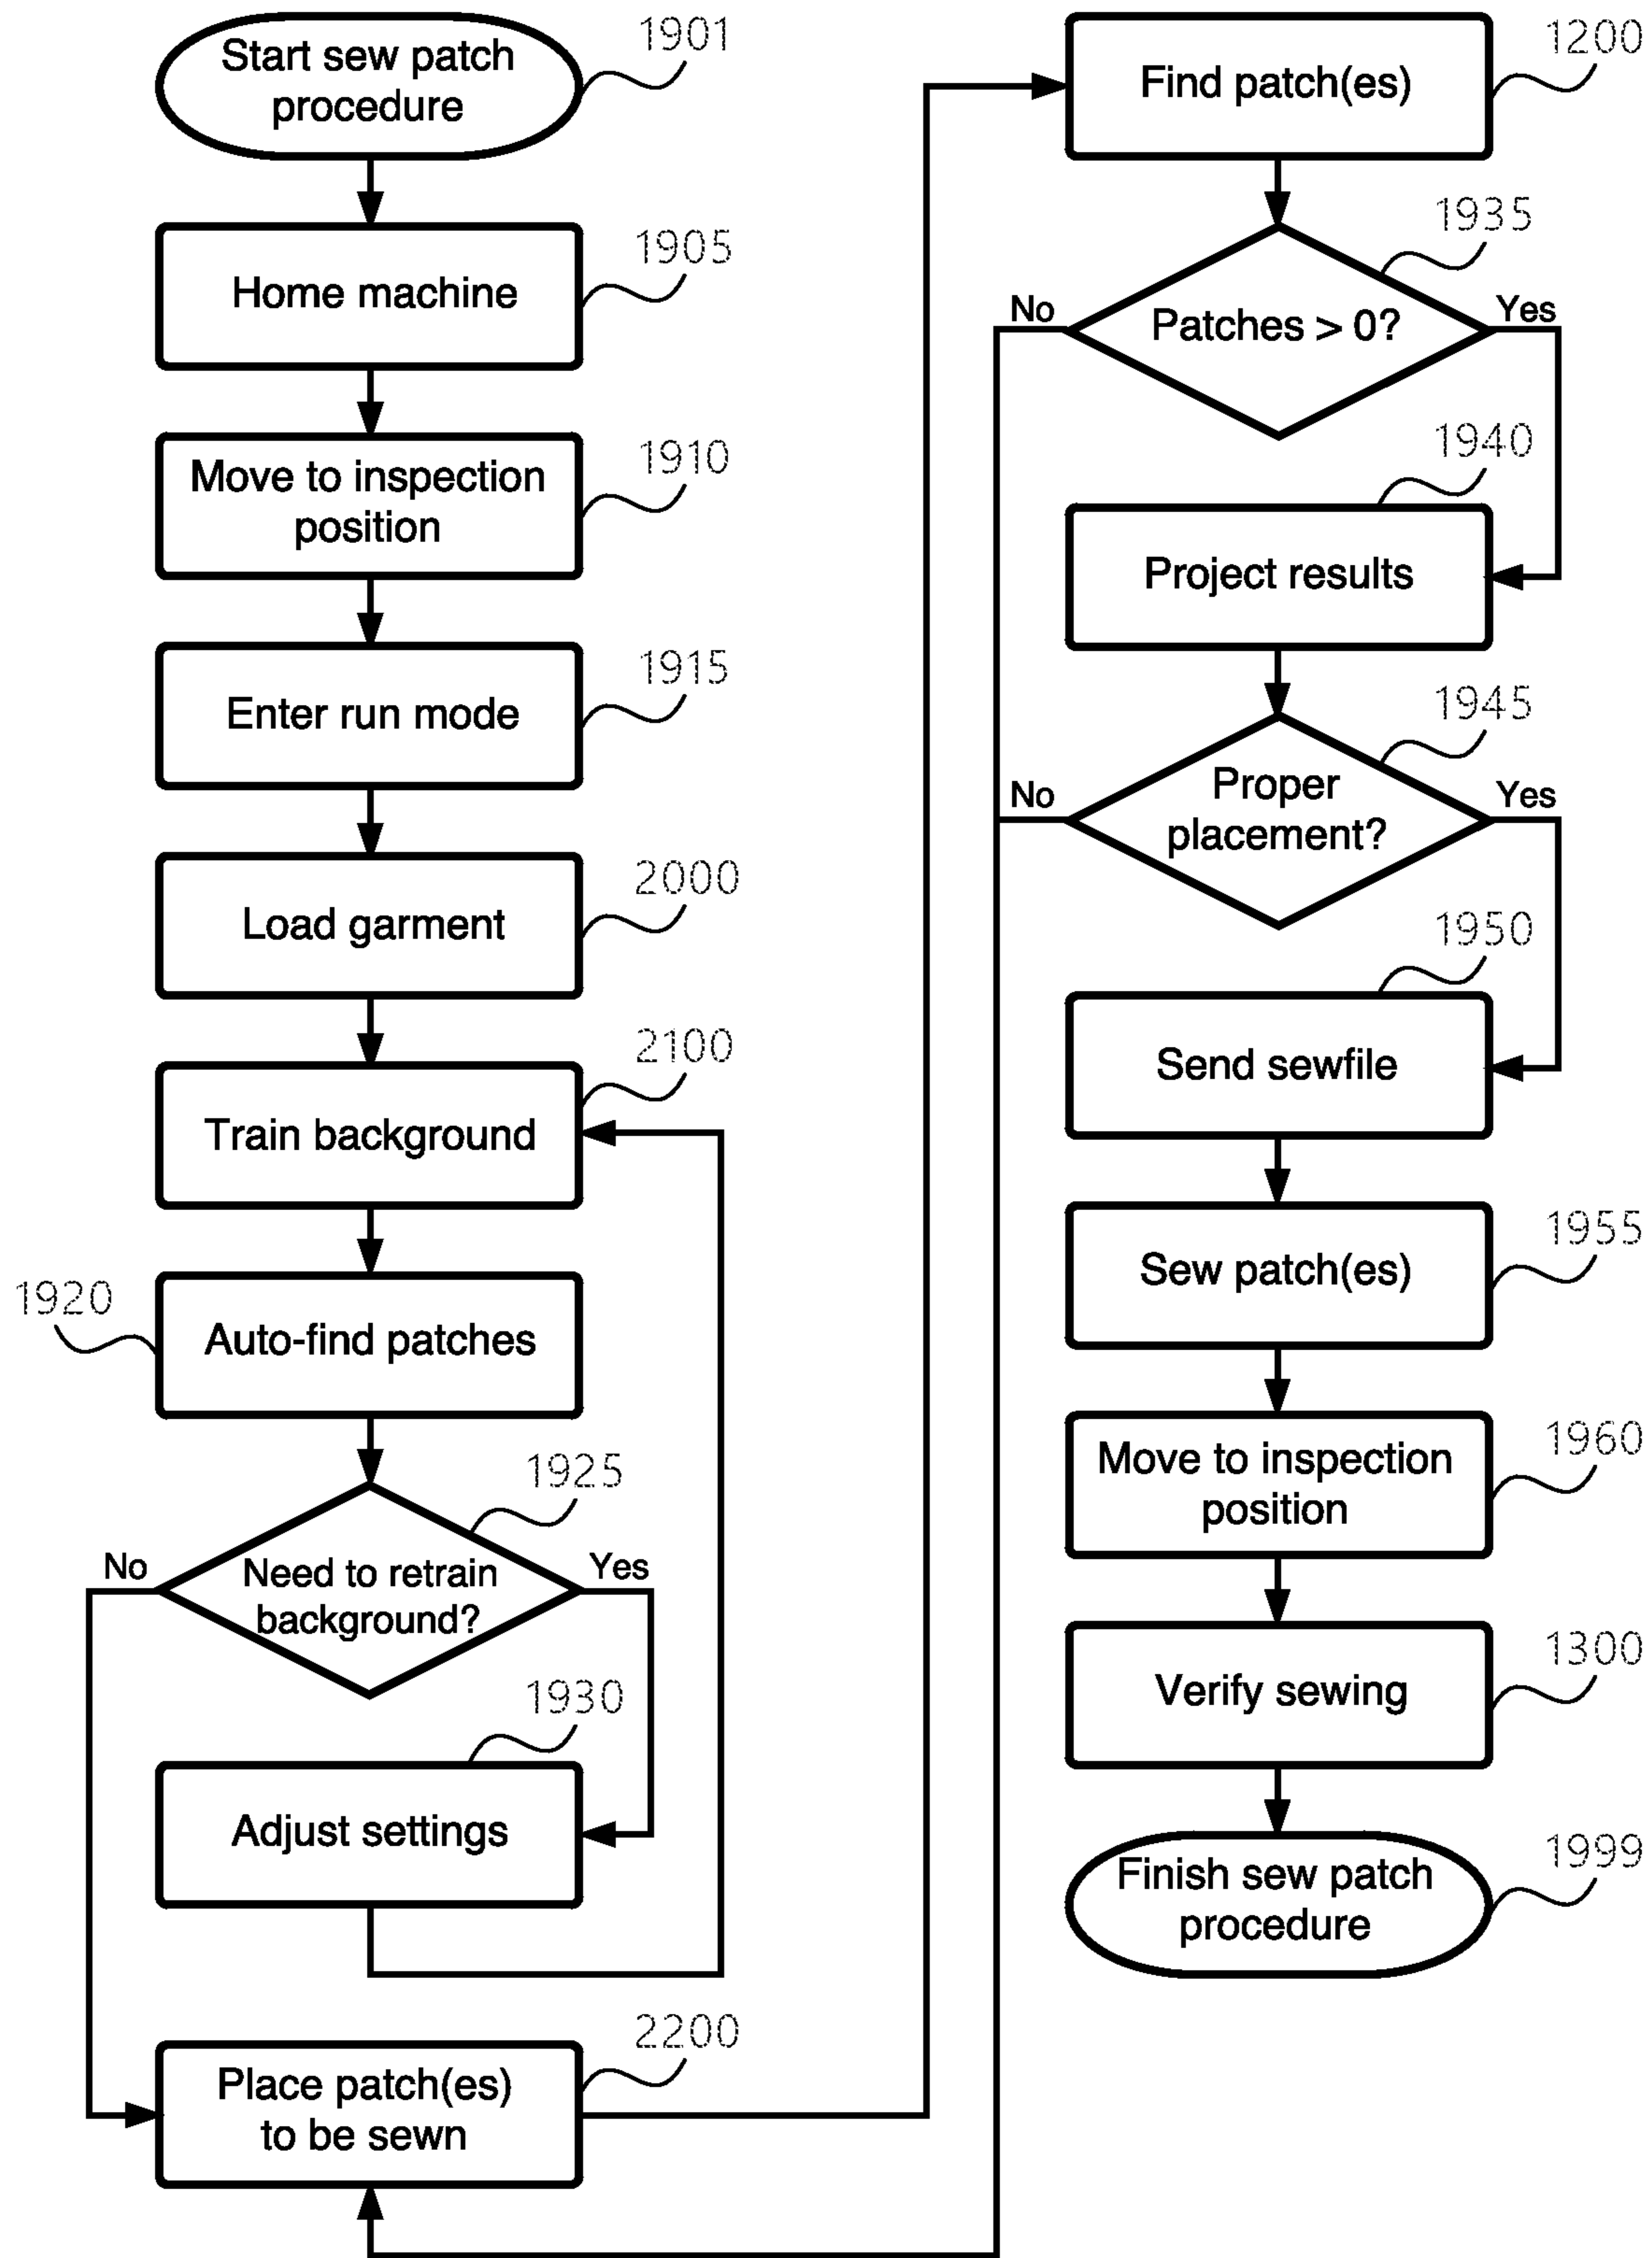 Start sew patch
procedure
1901
Home machine
1905
Move to inspection
position
1910
Enter run mode
1915
Load garment
2000
Train background
2100
Auto-find patches
1920
Need to retrain
background?
1925
No
Yes
Adjust settings
1930
Place patch(es)
to be sewn
2200
Find patch(es)
1200
Patches > 0?
1935
No
Yes
Project results
1940
Proper
placement?
1945
No
Yes
Send sewfile
1950
Sew patch(es)
1955
Move to inspection
position
1960
Verify sewing
1300
Finish sew patch
procedure
1999